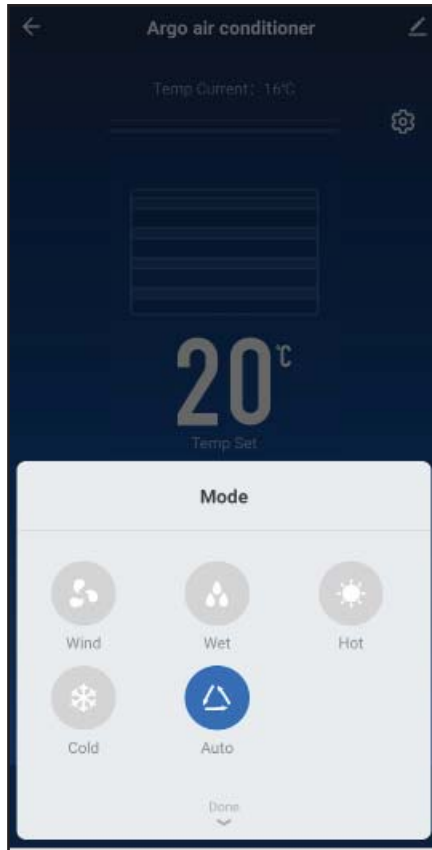 Argo air conditioner
Temp Current: 16℃
20℃
Temp Set
Mode
Wind Wet Hot
Cold Auto
Done